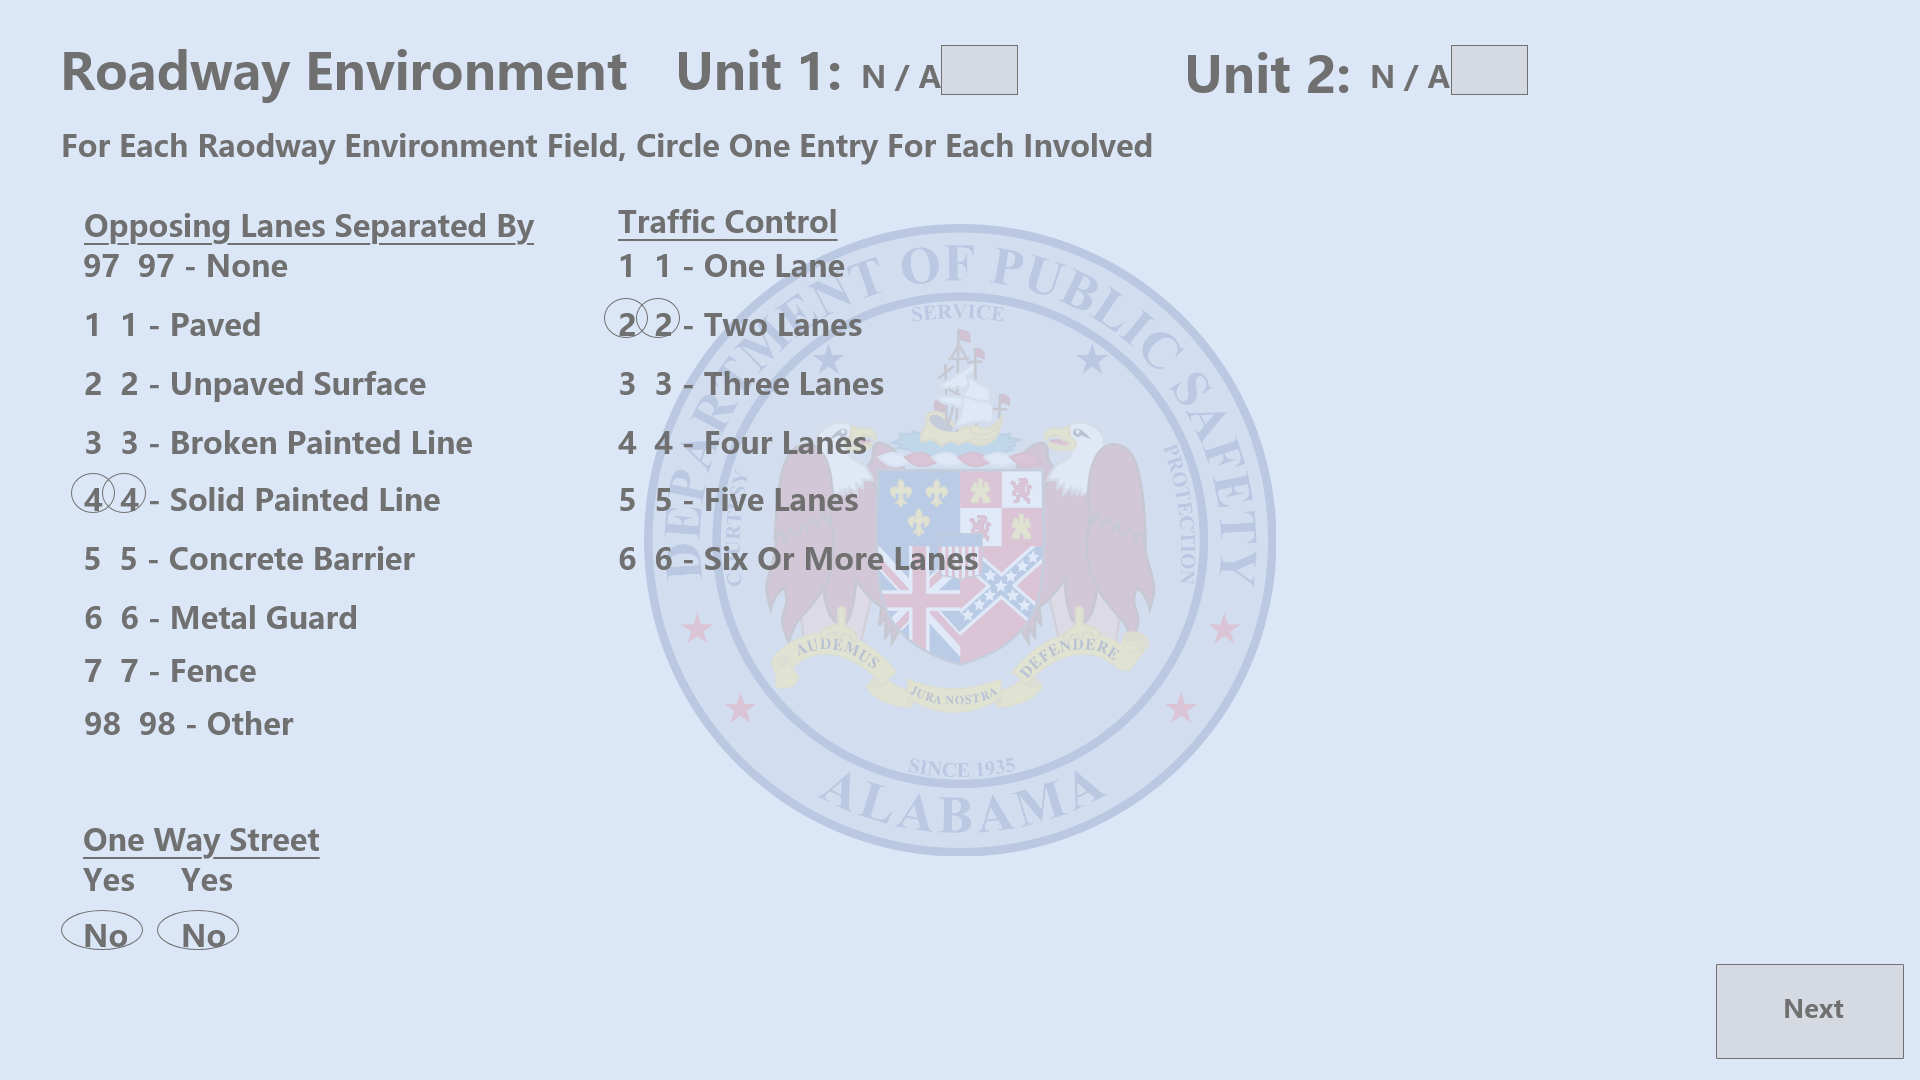 Roadway Environment Unit 1: N / A Unit 2: N / A
For Each Raodway Environment Field, Circle One Entry For Each Involved
Opposing Lanes Separated By
97 97 - None
1 1 - Paved
2 2 - Unpaved Surface
3 3 - Broken Painted Line
4 4 - Solid Painted Line
5 5 - Concrete Barrier
6 6 - Metal Guard
7 7 - Fence
98 98 - Other
Traffic Control
1 1 - One Lane
2 2 - Two Lanes
3 3 - Three Lanes
4 4 - Four Lanes
5 5 - Five Lanes
6 6 - Six Or More Lanes
One Way Street
Yes Yes
No No
DEPARTMENT OF PUBLIC SAFETY
SERVICE
COURTESY
PROTECTION
AUDEMUS
JURA NOSTRA
DEFENDERE
SINCE 1935
ALABAMA
Next